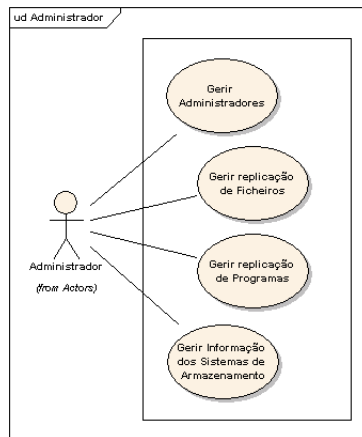 ud Administrador
Gerir
Administradores
Gerir replicação
de Ficheiros
Administrador
(from Actors)
Gerir replicação
de Programas
Gerir Informação
dos Sistemas de
Armazenamento